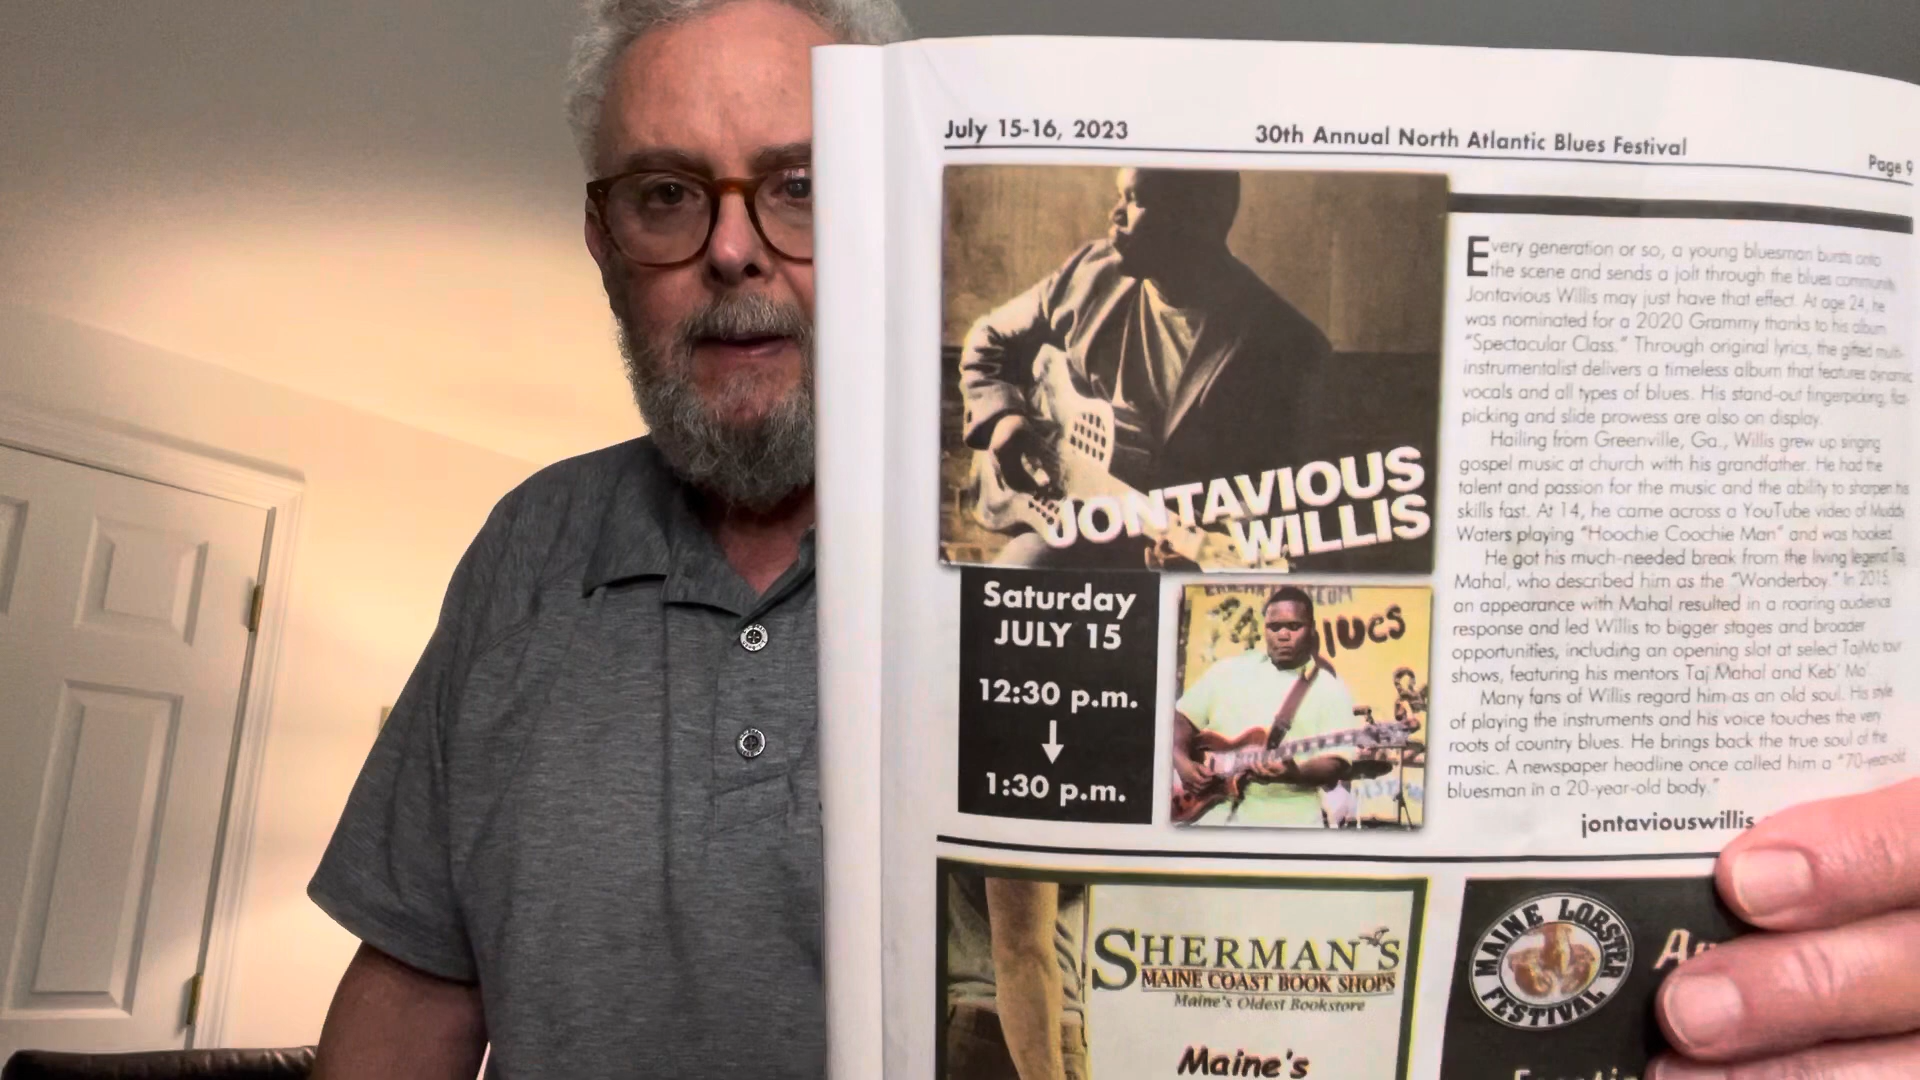 July 15-16, 2023
30th Annual North Atlantic Blues Festival
Page 9
JONTAVIOUS
WILLIS
Saturday
JULY 15
12:30 p.m.
1:30 p.m.
Blues
Every generation or so, a young bluesman bursts onto
the scene and sends a jolt through the blues community.
Jontavious Willis may just have that effect. At age 24, he
was nominated for a 2020 Grammy thanks to his album
"Spectacular Class." Through original lyrics, the gifted multi-
instrumentalist delivers a timeless album that features dynamic
vocals and all types of blues. His stand-out fingerpicking, flat-
picking and slide prowess are also on display.
Hailing from Greenville, Ga., Willis grew up singing
gospel music at church with his grandfather. He had the
talent and passion for the music and the ability to sharpen his
skills fast. At 14, he came across a YouTube video of Muddy
Waters playing "Hoochie Coochie Man" and was hooked.
He got his much-needed break from the living legend Taj
Mahal, who described him as the "Wonderboy." In 2015,
an appearance with Mahal resulted in a roaring audience
response and led Willis to bigger stages and broader
opportunities, including an opening slot at select TajMo tour
shows, featuring his mentors Taj Mahal and Keb' Mo'
Many fans of Willis regard him as an old soul. His style
of playing the instruments and his voice touches the very
roots of country blues. He brings back the true soul of the
music. A newspaper headline once called him a "70-year-old
bluesman in a 20-year-old body."
jontaviouswillis
SHERMAN'S
MAINE COAST BOOK SHOPS
Maine's Oldest Bookstore
Maine's
MAINE LOBSTER
FESTIVAL